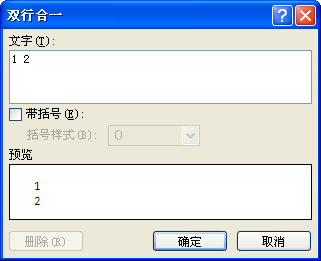 双行合一
文字(T):
1 2
带括号(E):
括号样式(B): ()
预览
1
2
删除(R) 确定 取消